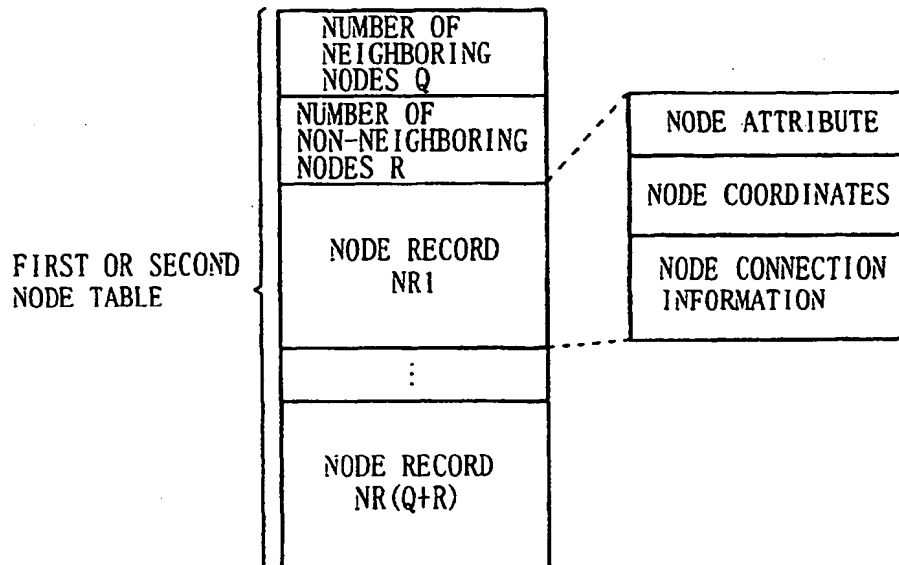 NUMBER OF
NEIGHBORING
NODES Q
NUMBER OF
NON-NEIGHBORING
NODES R
NODE RECORD
NR1
⋮
NODE RECORD
NR(Q+R)
FIRST OR SECOND
NODE TABLE
NODE ATTRIBUTE
NODE COORDINATES
NODE CONNECTION
INFORMATION